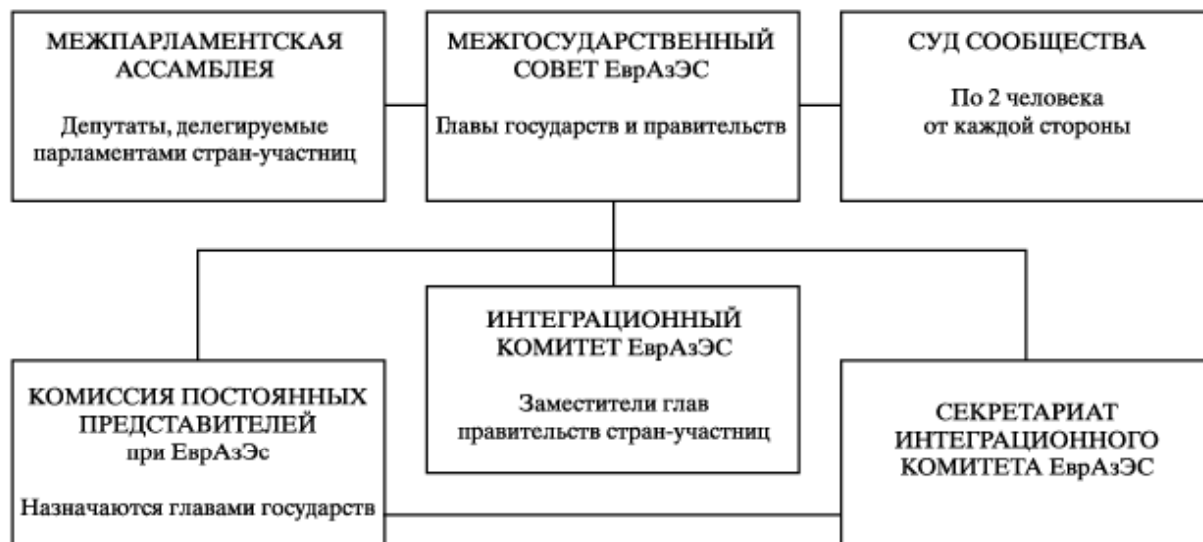 МЕЖПАРЛАМЕНТСКАЯ
АССАМБЛЕЯ
Депутаты, делегируемые
парламентами стран-участниц
МЕЖГОСУДАРСТВЕННЫЙ
СОВЕТ ЕврАзЭС
Главы государств и правительств
СУД СООБЩЕСТВА
По 2 человека
от каждой стороны
КОМИССИЯ ПОСТОЯННЫХ
ПРЕДСТАВИТЕЛЕЙ
при ЕврАзЭс
Назначаются главами государств
ИНТЕГРАЦИОННЫЙ
КОМИТЕТ ЕврАзЭС
Заместители глав
правительств стран-участниц
СЕКРЕТАРИАТ
ИНТЕГРАЦИОННОГО
КОМИТЕТА ЕврАзЭС